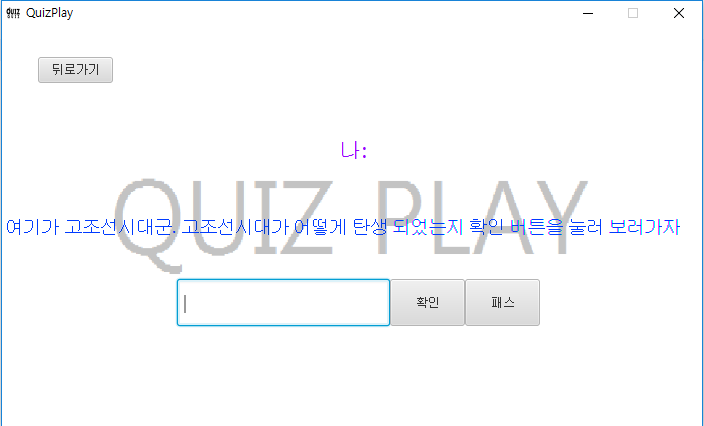 QUIZ QuizPlay
뒤로가기
나:
QUIZ PLAY
여기가 고조선시대군. 고조선시대가 어떻게 탄생 되었는지 확인 버튼을 눌러 보러가자
확인 패스